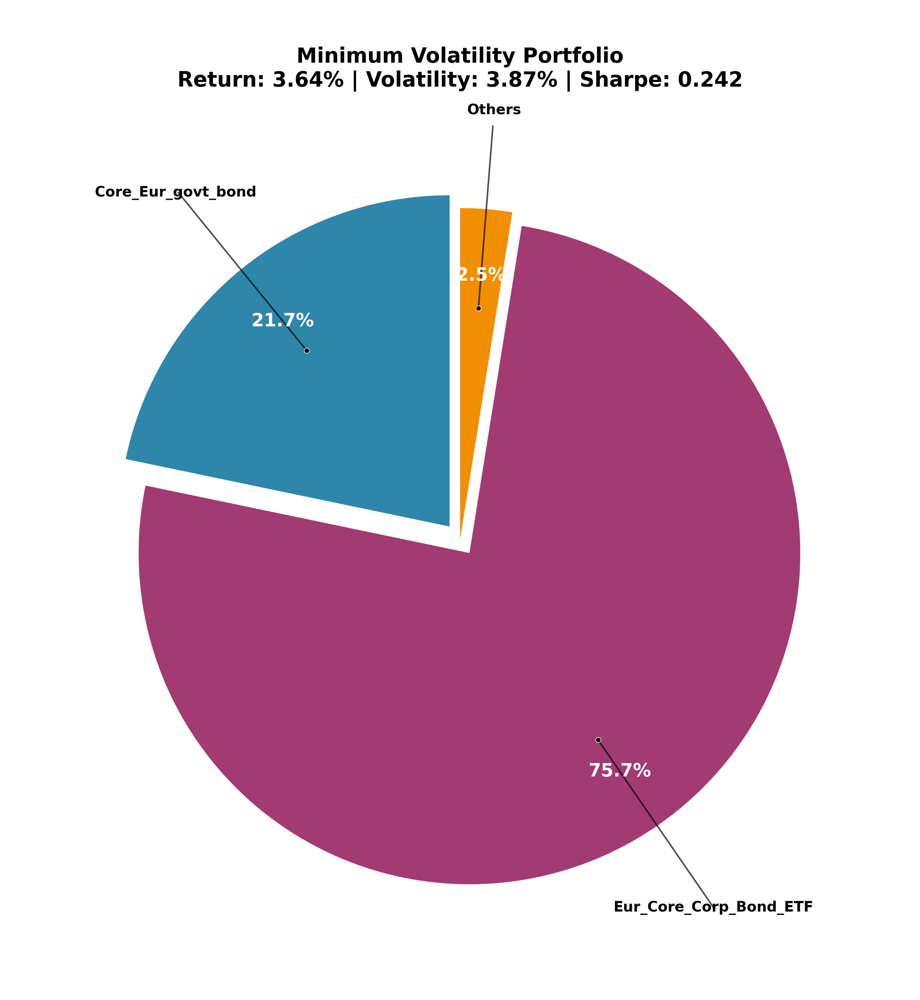 Minimum Volatility Portfolio
Return: 3.64% | Volatility: 3.87% | Sharpe: 0.242
Others
Core_Eur_govt_bond
2.5%
21.7%
75.7%
Eur_Core_Corp_Bond_ETF